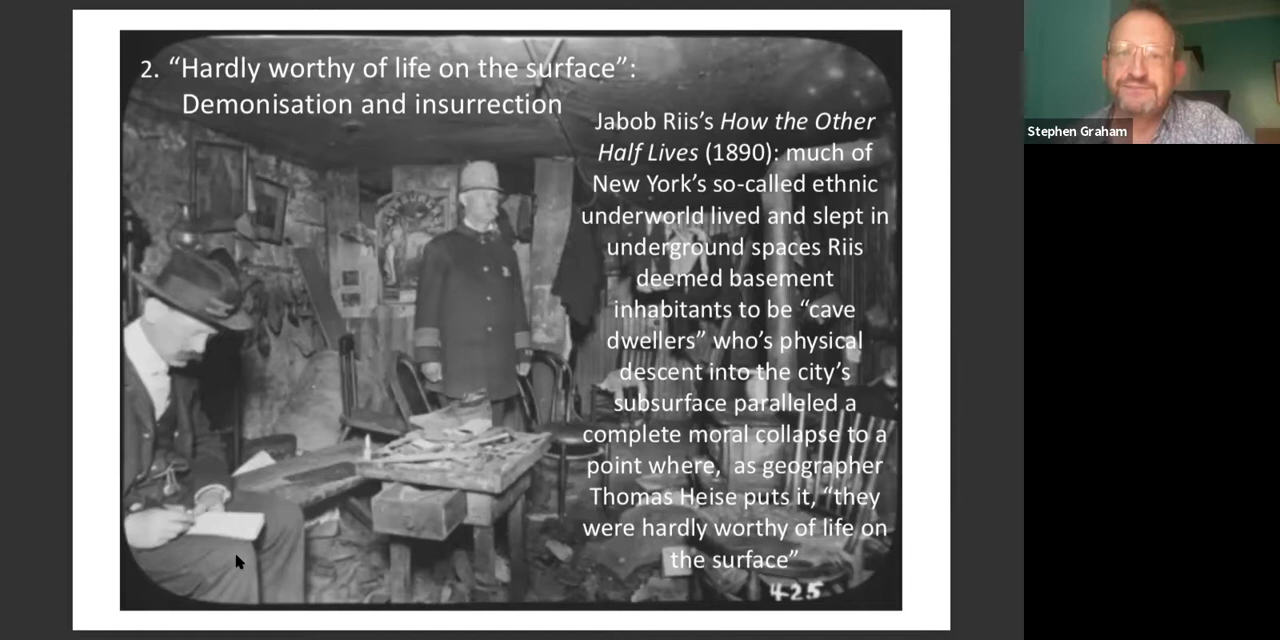 2. “Hardly worthy of life on the surface”:
Demonisation and insurrection
Jabob Riis’s How the Other
Half Lives (1890): much of
New York’s so-called ethnic
underworld lived and slept in
underground spaces Riis
deemed basement
inhabitants to be “cave
dwellers” who’s physical
descent into the city’s
subsurface paralleled a
complete moral collapse to a
point where,  as geographer
Thomas Heise puts it, “they
were hardly worthy of life on
the surface”
425
Stephen Graham